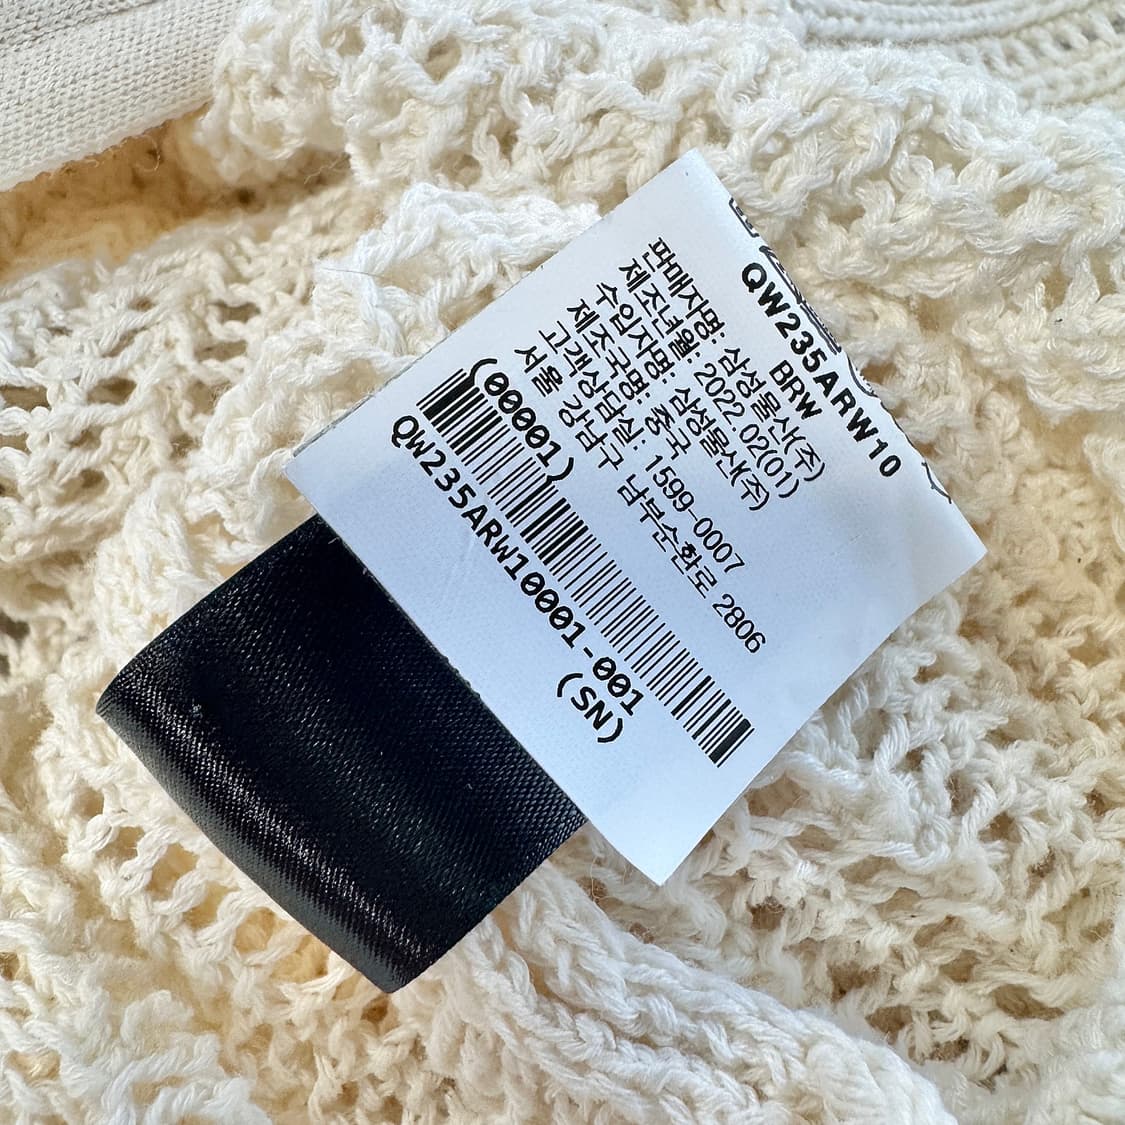 QW235ARW10
BRW
판매자명: 삼성물산(주)
제조년월: 2022.02(01)
수입자명: 삼성물산(주)
제조국명: 중국
고객상담실: 1599-0007
서울 강남구 남부순환로 2806
(00001)
QW235ARW10001-001
(SN)